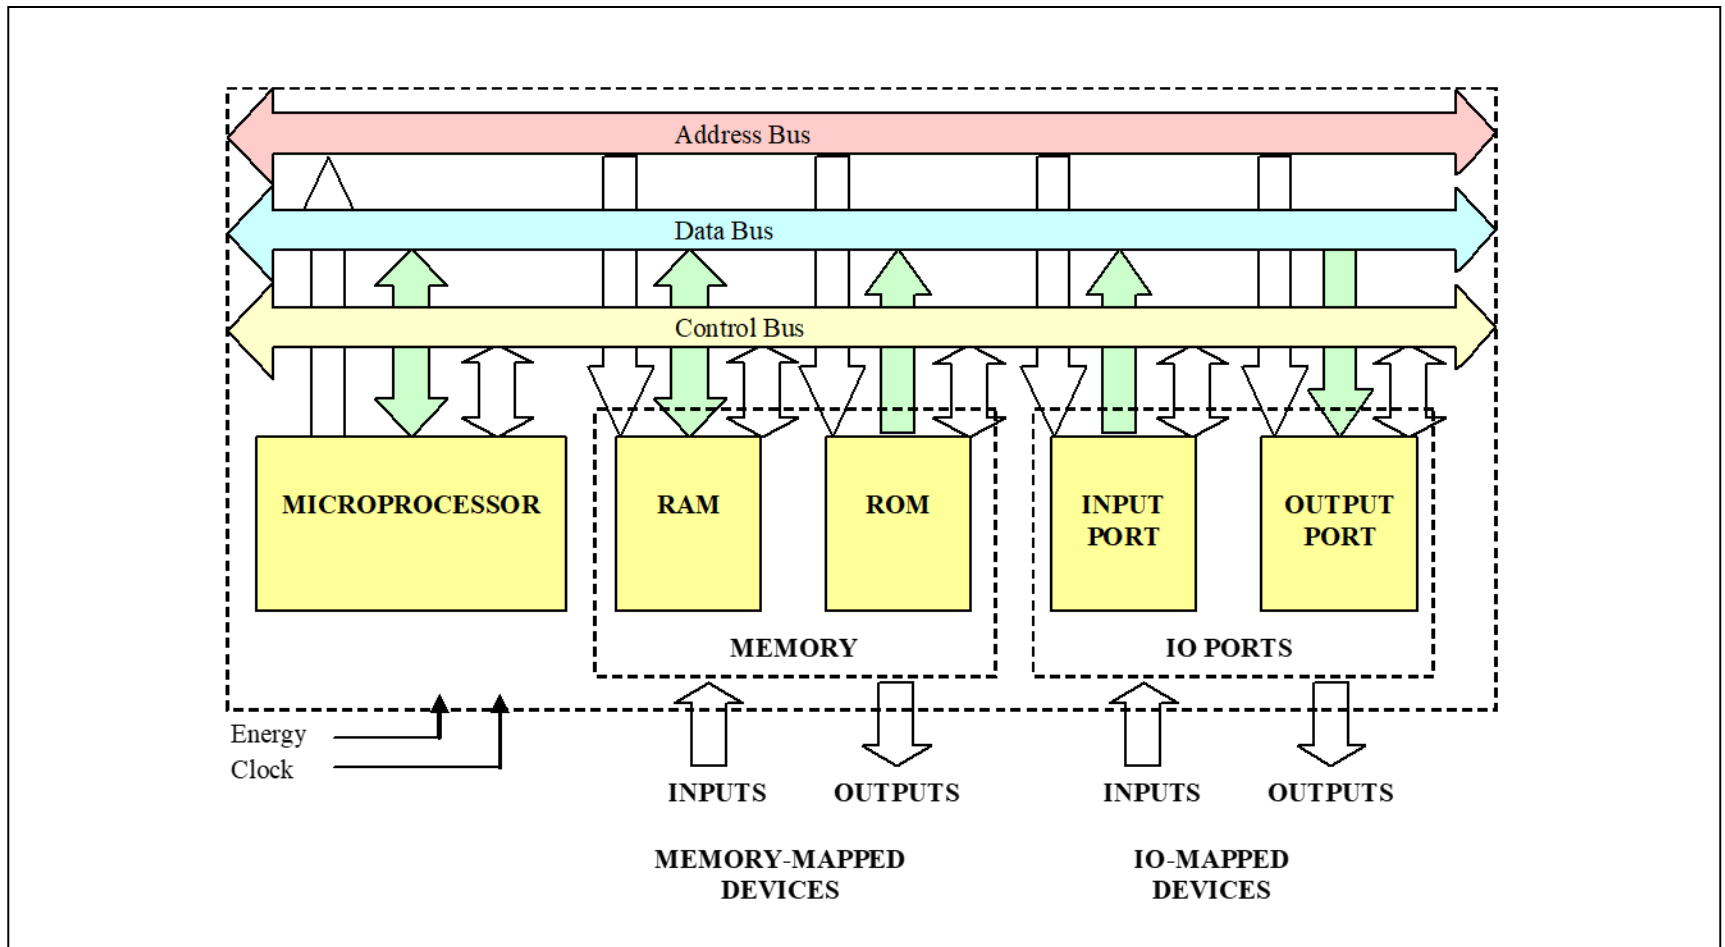 Address Bus
Data Bus
Control Bus
MICROPROCESSOR
RAM
ROM
INPUT
PORT
OUTPUT
PORT
MEMORY
IO PORTS
Energy
Clock
INPUTS
OUTPUTS
INPUTS
OUTPUTS
MEMORY-MAPPED
DEVICES
IO-MAPPED
DEVICES